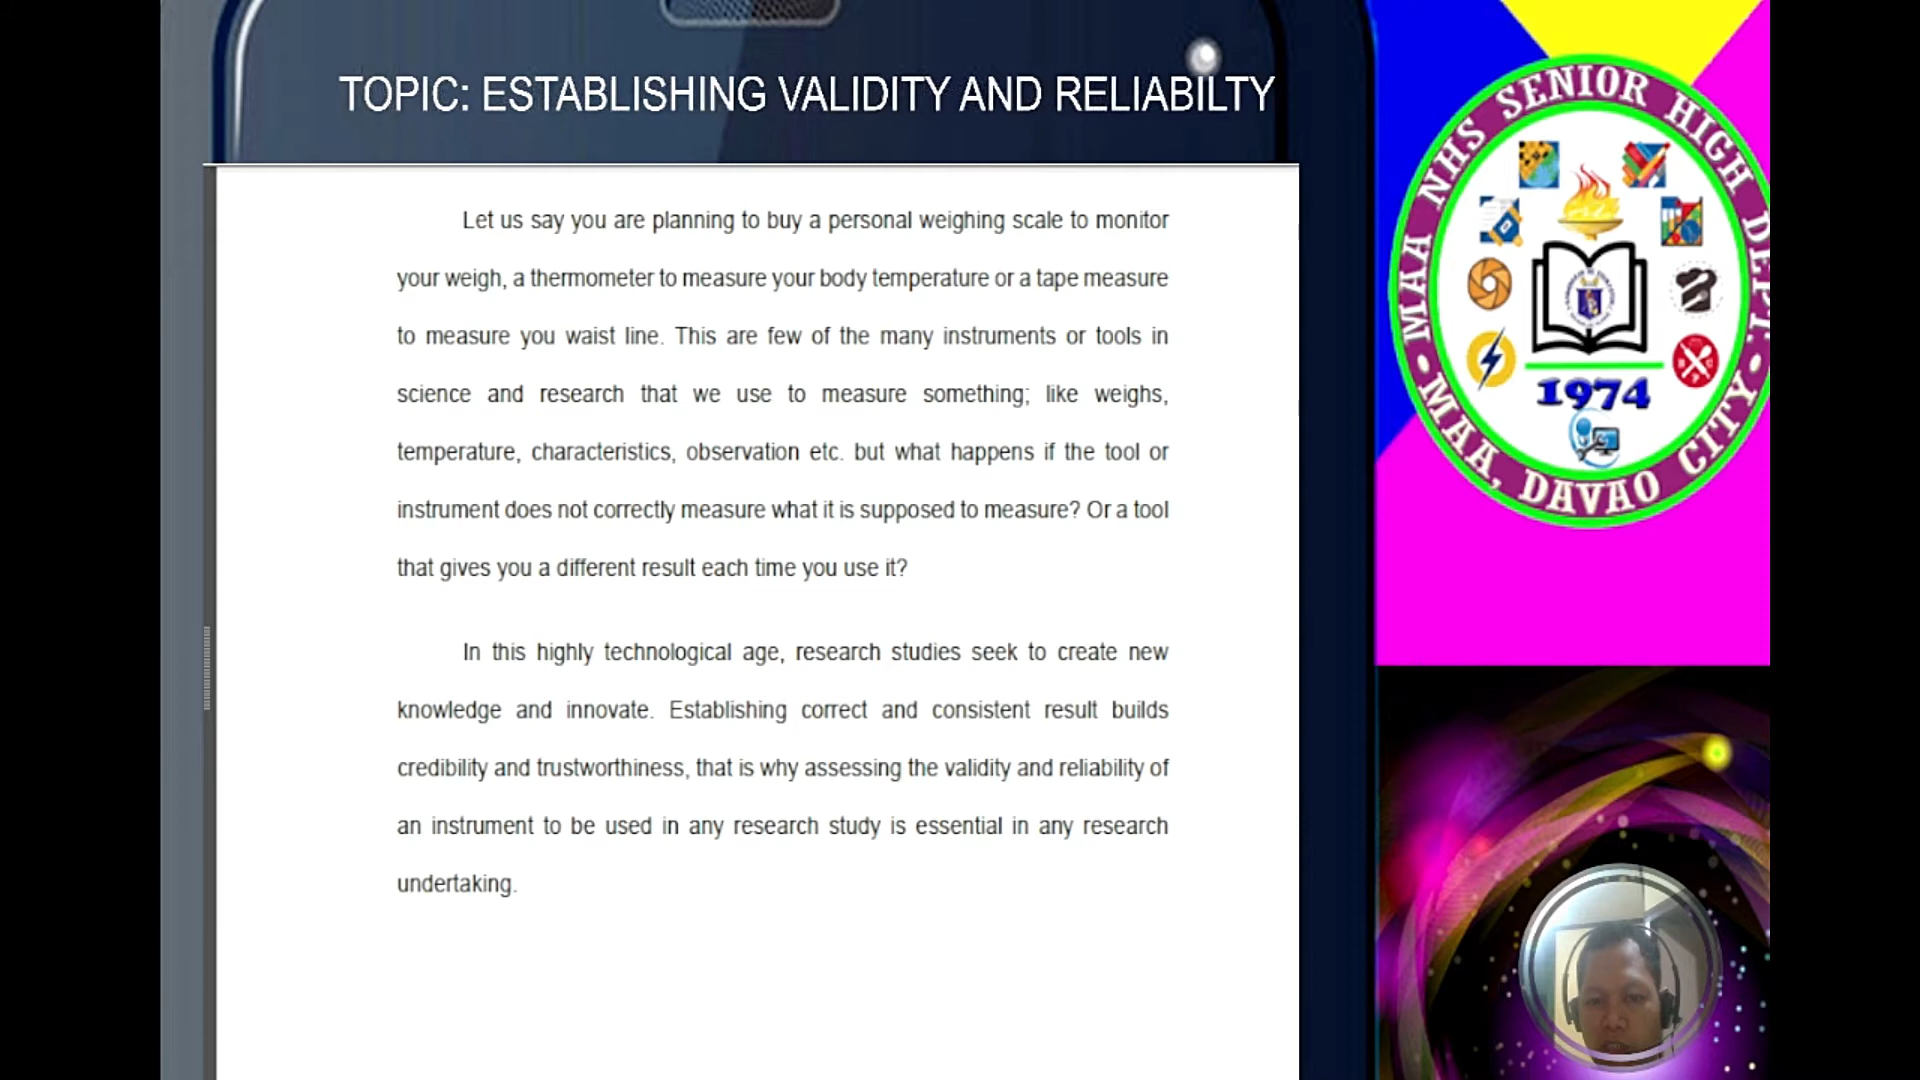 TOPIC: ESTABLISHING VALIDITY AND RELIABILTY
Let us say you are planning to buy a personal weighing scale to monitor
your weigh, a thermometer to measure your body temperature or a tape measure
to measure you waist line. This are few of the many instruments or tools in
science and research that we use to measure something; like weighs,
temperature, characteristics, observation etc. but what happens if the tool or
instrument does not correctly measure what it is supposed to measure? Or a tool
that gives you a different result each time you use it?
In this highly technological age, research studies seek to create new
knowledge and innovate. Establishing correct and consistent result builds
credibility and trustworthiness, that is why assessing the validity and reliability of
an instrument to be used in any research study is essential in any research
undertaking.
MAA NHS SENIOR HIGH DEPT.
1974
• MAA, DAVAO CITY •